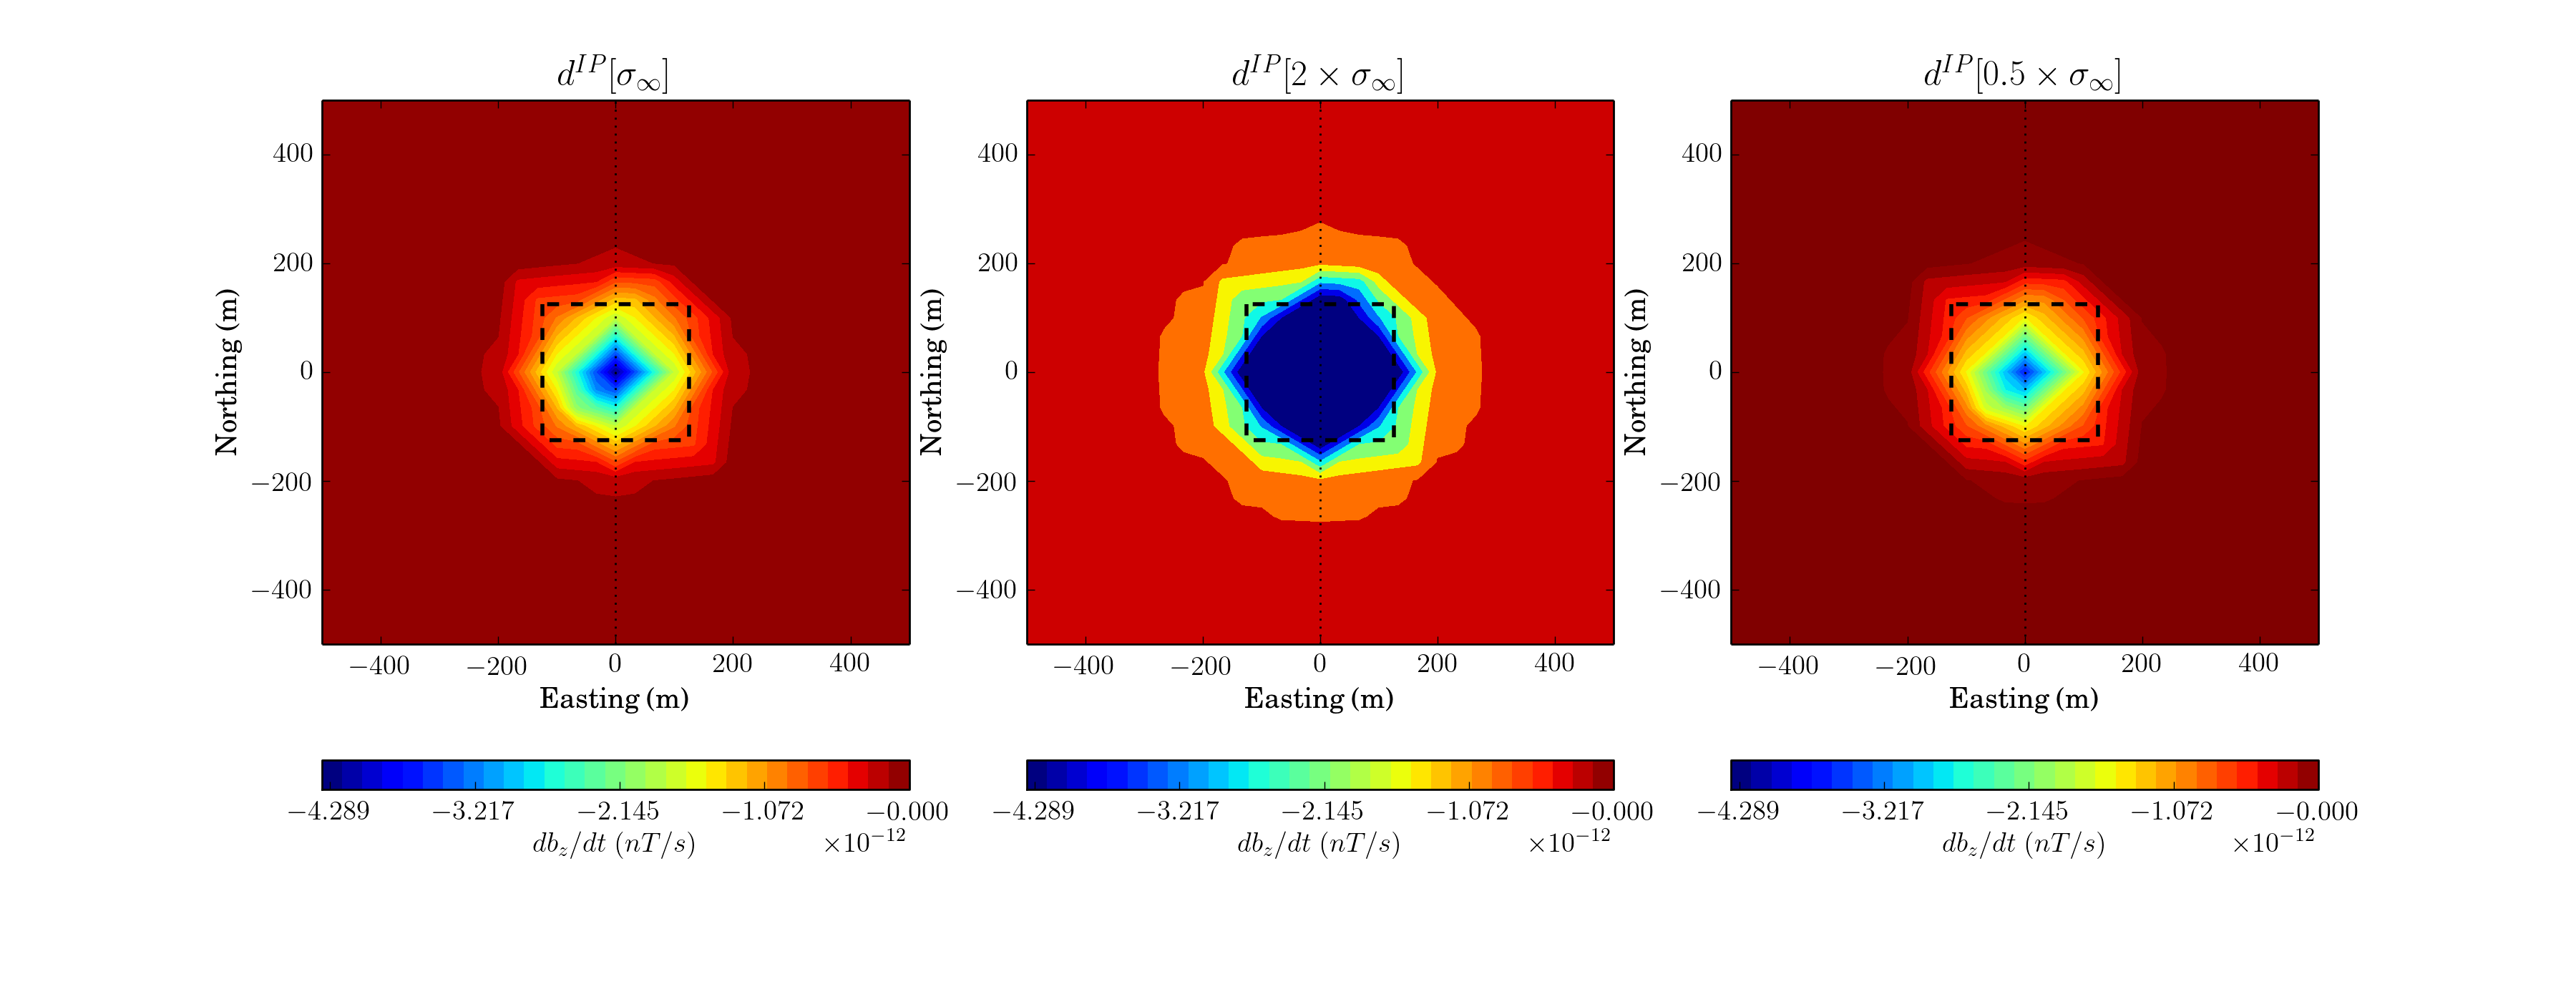 d^{IP}[σ_∞]
d^{IP}[2 × σ_∞]
d^{IP}[0.5 × σ_∞]
Northing (m)
400
200
0
−200
−400
−400 −200 0 200 400
Easting (m)
Northing (m)
400
200
0
−200
−400
−400 −200 0 200 400
Easting (m)
Northing (m)
400
200
0
−200
−400
−400 −200 0 200 400
Easting (m)
−4.289 −3.217 −2.145 −1.072 −0.000
db_z/dt (nT/s) ×10^{−12}
−4.289 −3.217 −2.145 −1.072 −0.000
db_z/dt (nT/s) ×10^{−12}
−4.289 −3.217 −2.145 −1.072 −0.000
db_z/dt (nT/s) ×10^{−12}